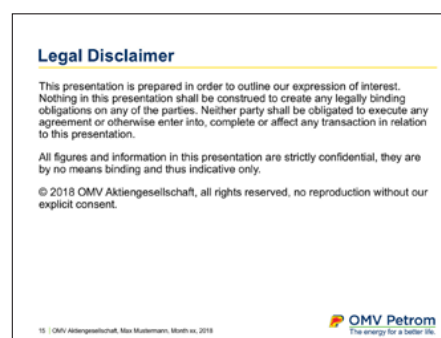 Legal Disclaimer
This presentation is prepared in order to outline our expression of interest.
Nothing in this presentation shall be construed to create any legally binding
obligations on any of the parties. Neither party shall be obligated to execute any
agreement or otherwise enter into, complete or affect any transaction in relation
to this presentation.
All figures and information in this presentation are strictly confidential, they are
by no means binding and thus indicative only.
© 2018 OMV Aktiengesellschaft, all rights reserved, no reproduction without our
explicit consent.
15 | OMV Aktiengesellschaft, Max Mustermann, Month xx, 2018
OMV Petrom
The energy for a better life.